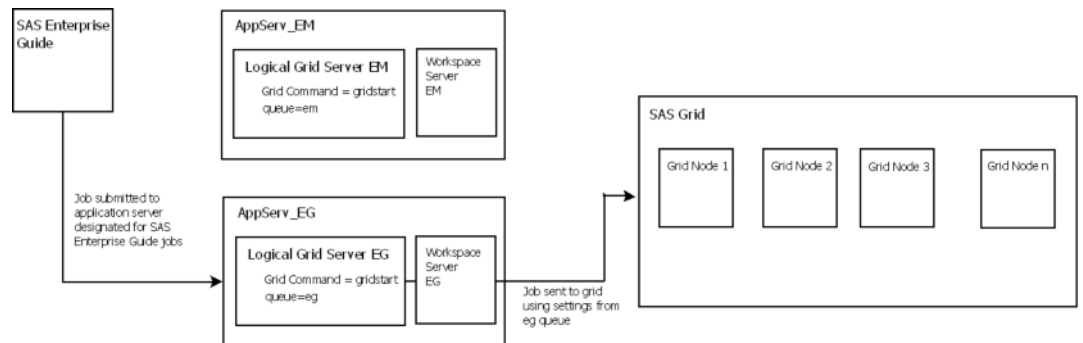 SAS Enterprise
Guide
AppServ_EM
Logical Grid Server EM
Grid Command = gridstart
queue=em
Workspace
Server
EM
SAS Grid
Grid Node 1
Grid Node 2
Grid Node 3
Grid Node n
Job submitted to
application server
designated for SAS
Enterprise Guide jobs
AppServ_EG
Logical Grid Server EG
Grid Command = gridstart
queue=eg
Workspace
Server
EG
Job sent to grid
using settings from
eg queue